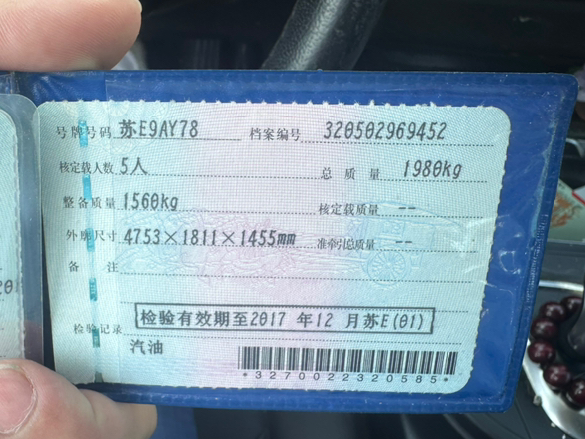 号牌号码 苏E9AY78 档案编号 320502969452
核定载人数 5人 总质量 1980kg
整备质量 1560kg 核定载质量 --
外廓尺寸 4753×1811×1455mm 准牵引总质量 --
备注
检验记录 检验有效期至2017年12月苏E(01)
汽油
*3270022320585*